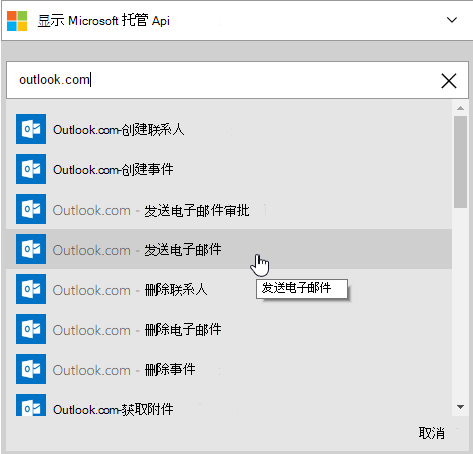 显示 Microsoft 托管 Api
outlook.com
Outlook.com-创建联系人
Outlook.com-创建事件
Outlook.com - 发送电子邮件审批
Outlook.com - 发送电子邮件
Outlook.com - 删除联系人
发送电子邮件
Outlook.com - 删除电子邮件
Outlook.com - 删除事件
Outlook.com-获取附件
取消